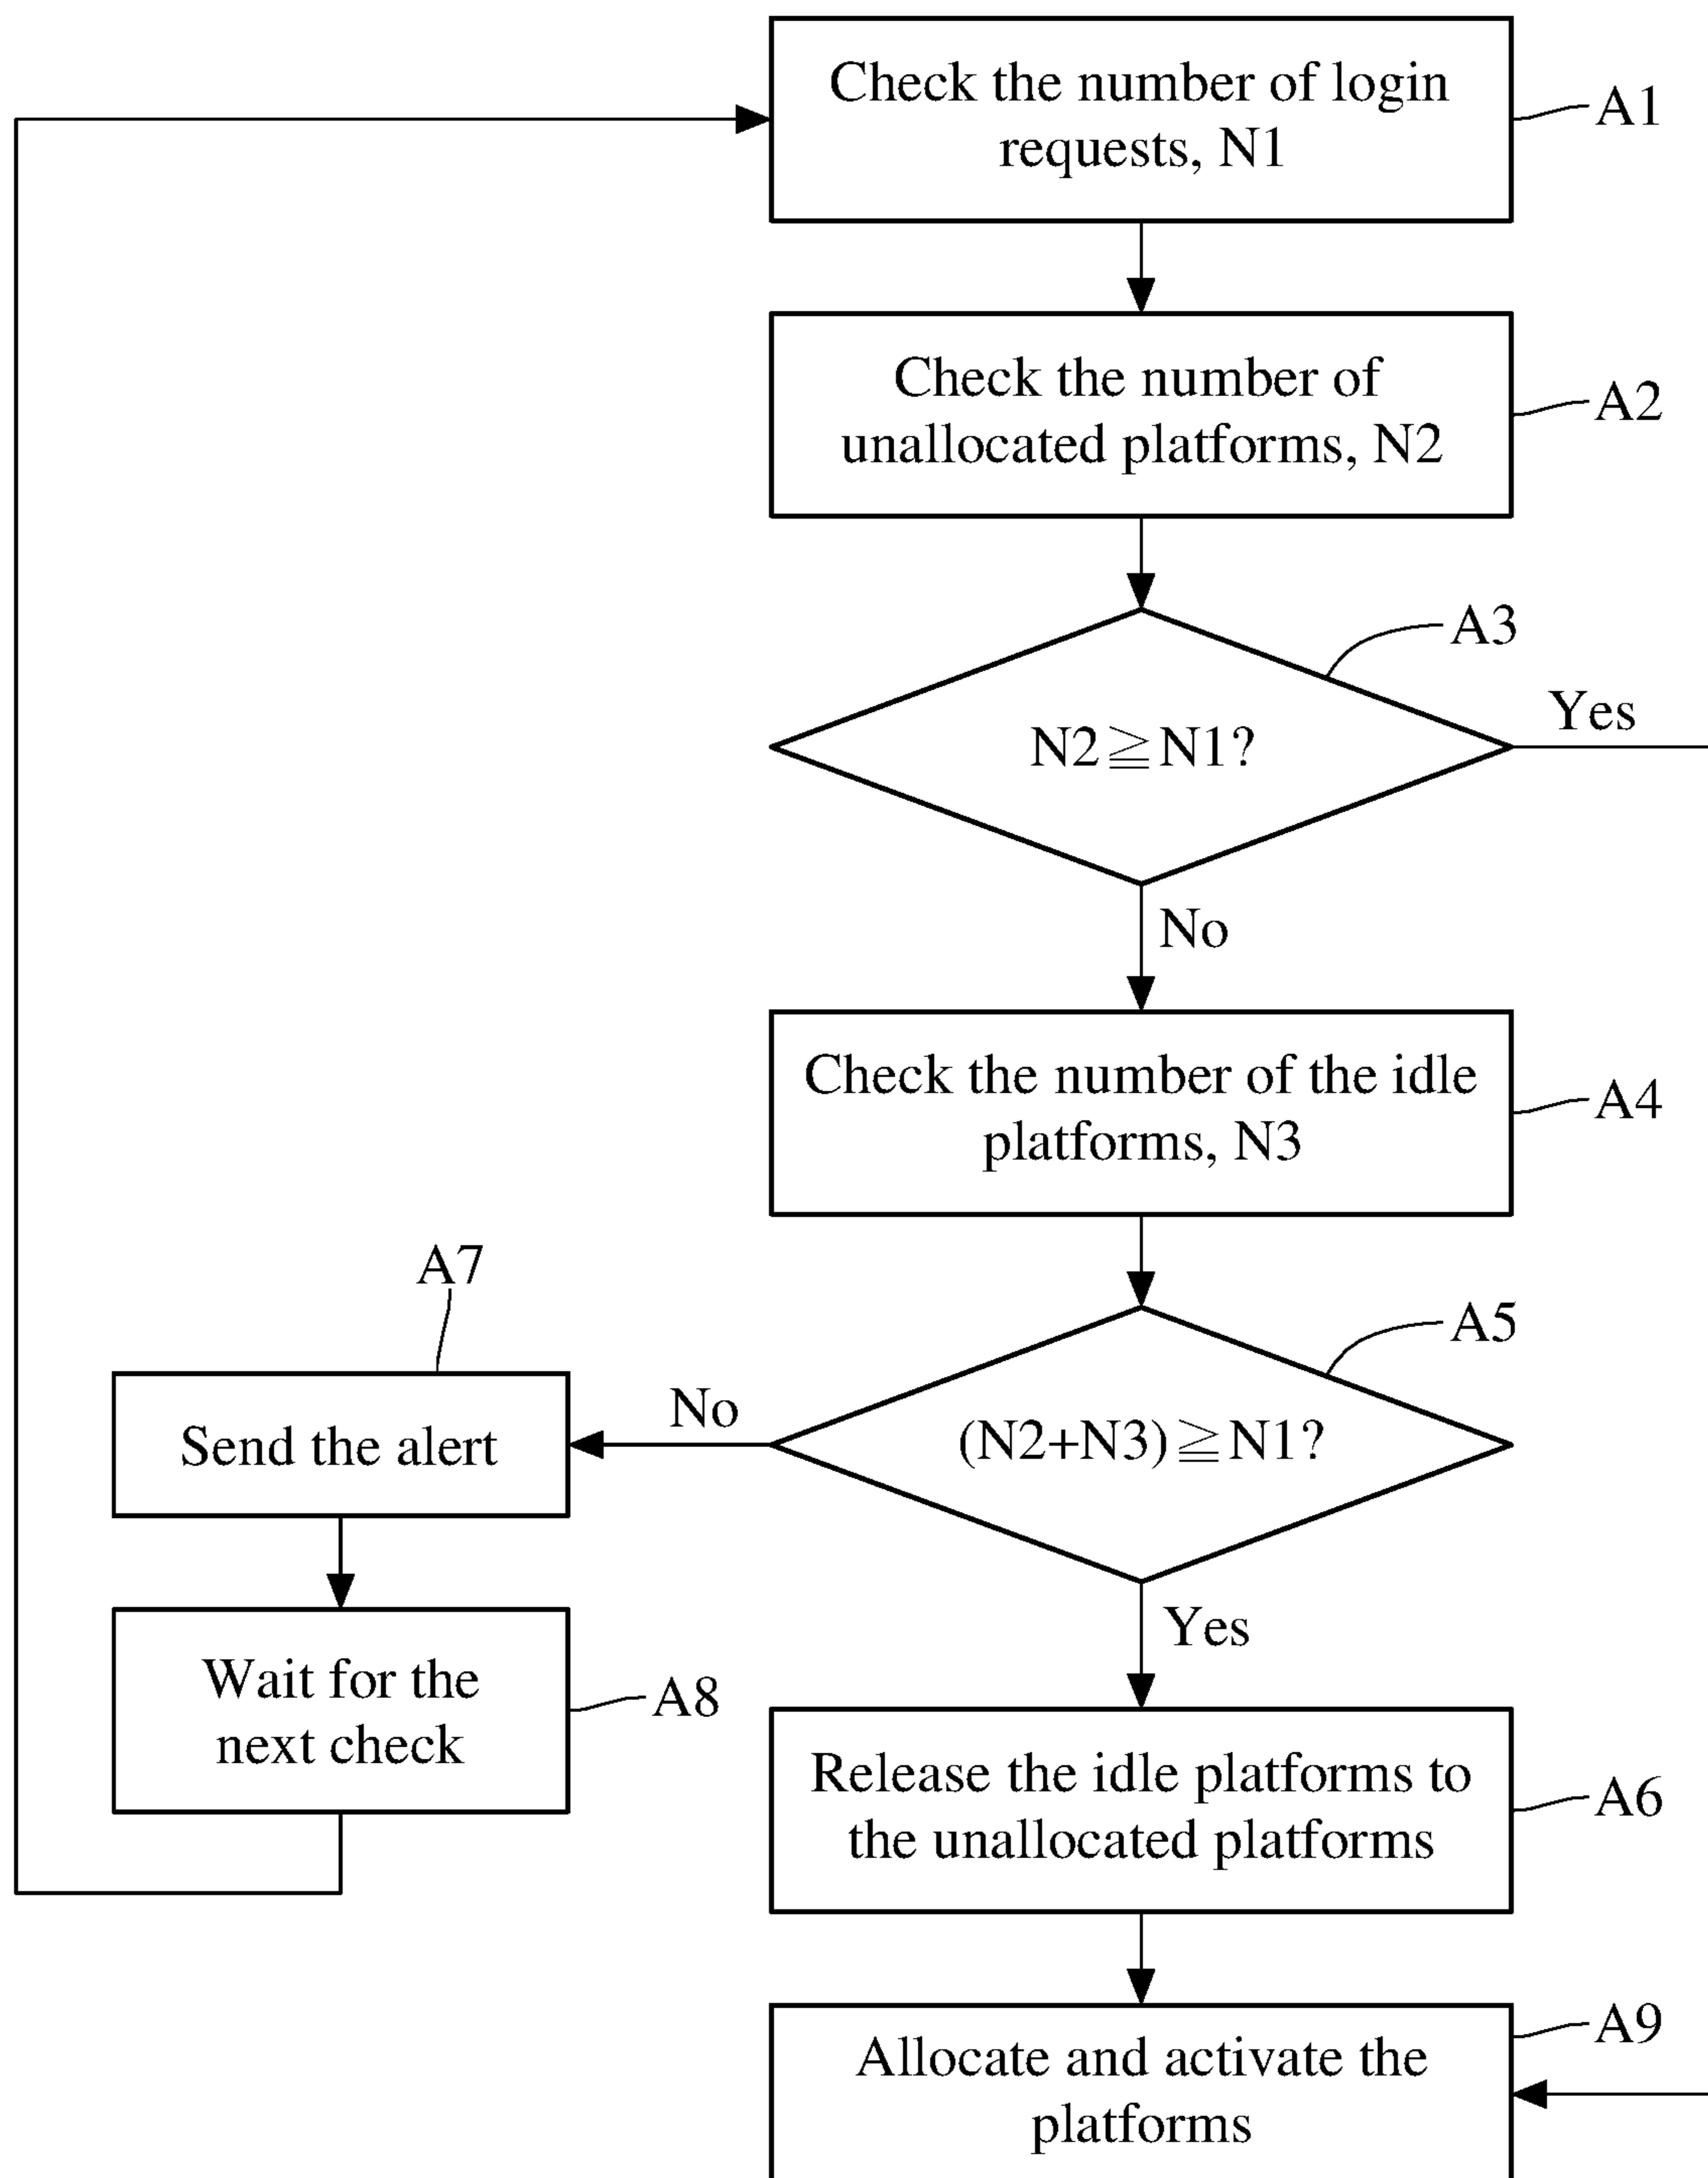 Check the number of login
requests, N1
A1
Check the number of
unallocated platforms, N2
A2
A3
N2≧N1?
Yes
No
Check the number of the idle
platforms, N3
A4
A7
A5
Send the alert
No
(N2+N3)≧N1?
Yes
Wait for the
next check
A8
Release the idle platforms to
the unallocated platforms
A6
Allocate and activate the
platforms
A9